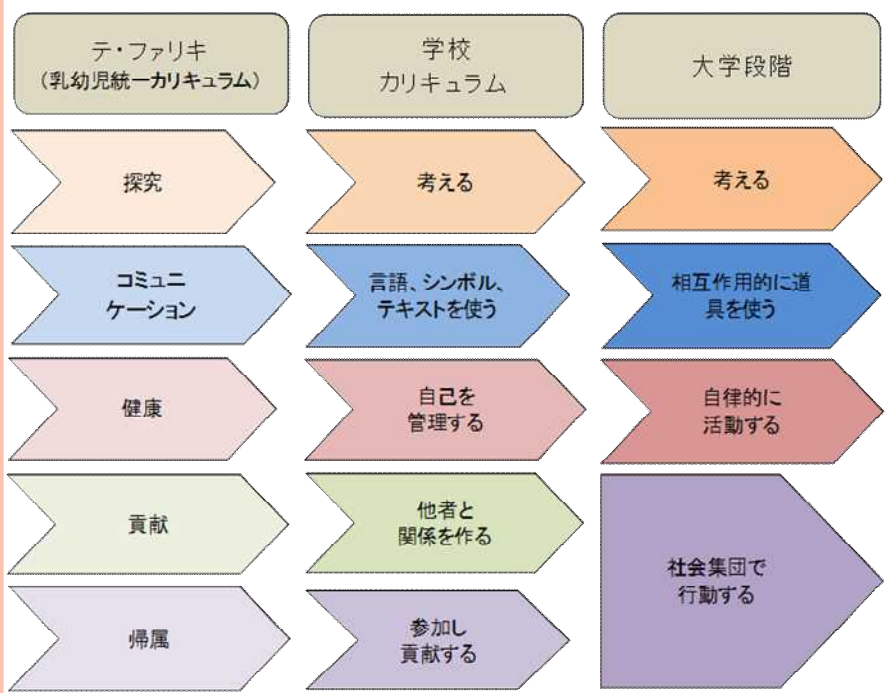 テ・ファリキ
（乳幼児統一カリキュラム）
学校
カリキュラム
大学段階
探究
考える
考える
コミュニ
ケーション
言語、シンボル、
テキストを使う
相互作用的に道
具を使う
健康
自己を
管理する
自律的に
活動する
貢献
他者と
関係を作る
社会集団で
行動する
帰属
参加し
貢献する